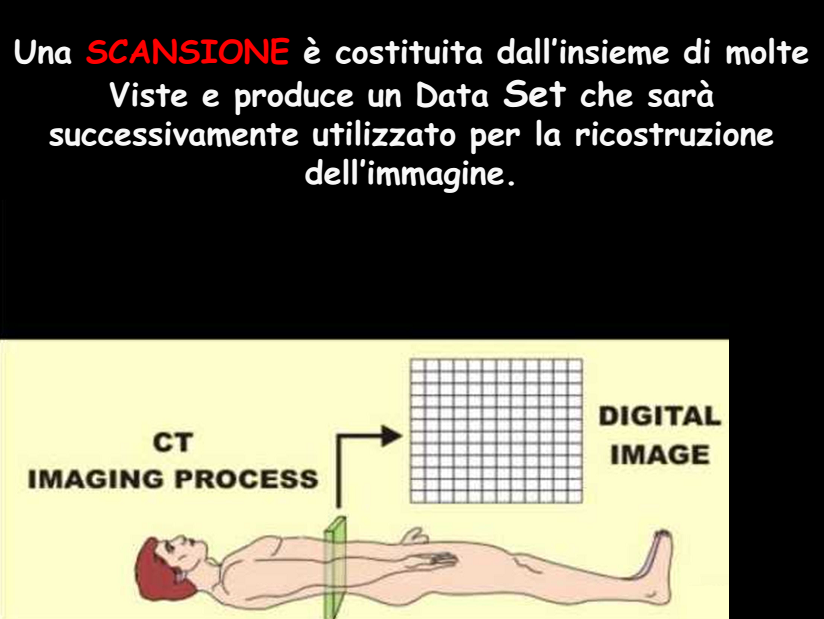 Una SCANSIONE è costituita dall'insieme di molte
Viste e produce un Data Set che sarà
successivamente utilizzato per la ricostruzione
dell'immagine.
CT
IMAGING PROCESS
DIGITAL
IMAGE